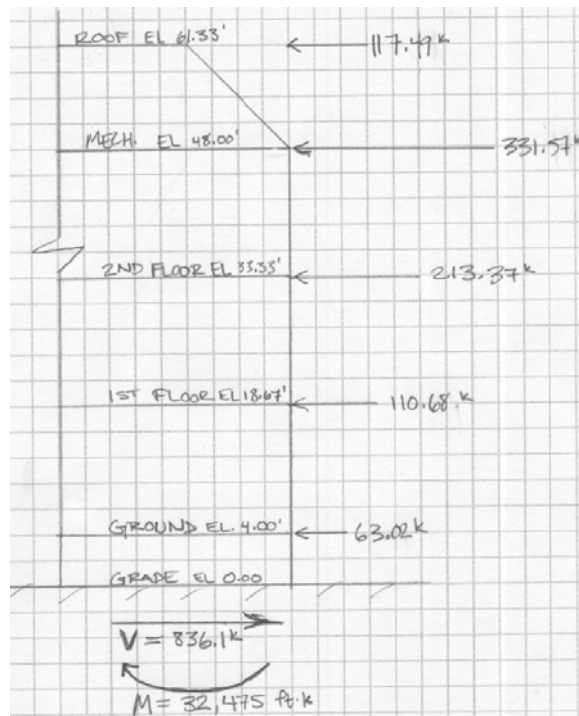 ROOF EL 61.33' 117.49k
MECH. EL 48.00' 331.57k
2ND FLOOR EL 33.33' 213.37k
1ST FLOOR EL 18.67' 110.68k
GROUND EL. 4.00' 63.02k
GRADE EL 0.00
V = 836.1k
M = 32,475 ft·k